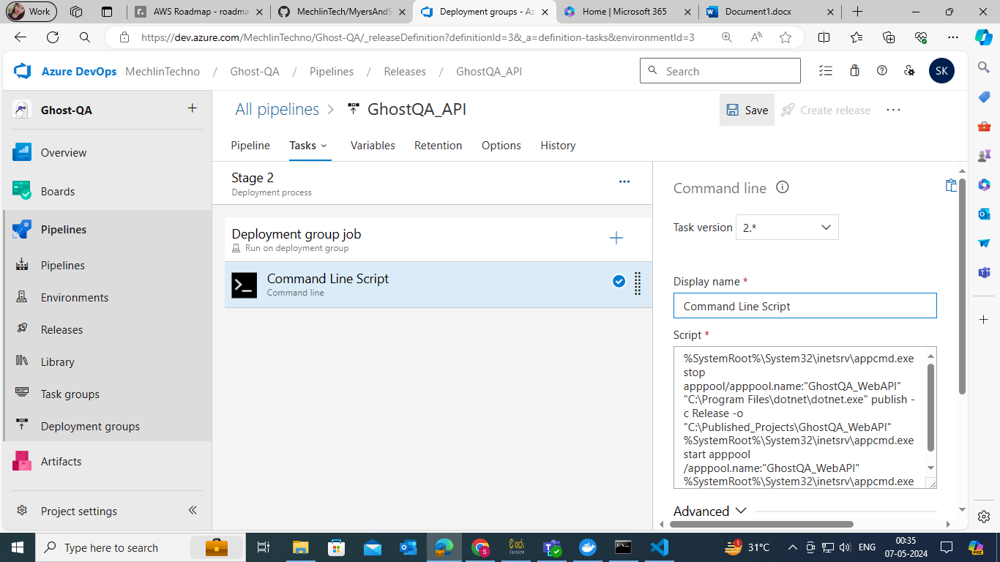 Work
AWS Roadmap - roadma
MechlinTech/MyersAndS
Deployment groups - Az
Home | Microsoft 365
Document1.docx
https://dev.azure.com/MechlinTechno/Ghost-QA/_releaseDefinition?definitionId=3&_a=definition-tasks&environmentId=3
Azure DevOps MechlinTechno / Ghost-QA / Pipelines / Releases / GhostQA_API
Search
SK
Ghost-QA
All pipelines > GhostQA_API
Save
Create release
Pipeline Tasks Variables Retention Options History
Overview
Boards
Pipelines
Pipelines
Environments
Releases
Library
Task groups
Deployment groups
Artifacts
Project settings
Stage 2
Deployment process
Deployment group job
Run on deployment group
Command Line Script
Command line
Command line
Task version 2.*
Display name *
Command Line Script
Script *
%SystemRoot%\System32\inetsrv\appcmd.exe
stop
apppool/apppool.name:"GhostQA_WebAPI"
"C:\Program Files\dotnet\dotnet.exe" publish -
c Release -o
"C:\Published_Projects\GhostQA_WebAPI"
%SystemRoot%\System32\inetsrv\appcmd.exe
start apppool
/apppool.name:"GhostQA_WebAPI"
%SystemRoot%\System32\inetsrv\appcmd.exe
Advanced
Type here to search
31°C
ENG
00:35
07-05-2024